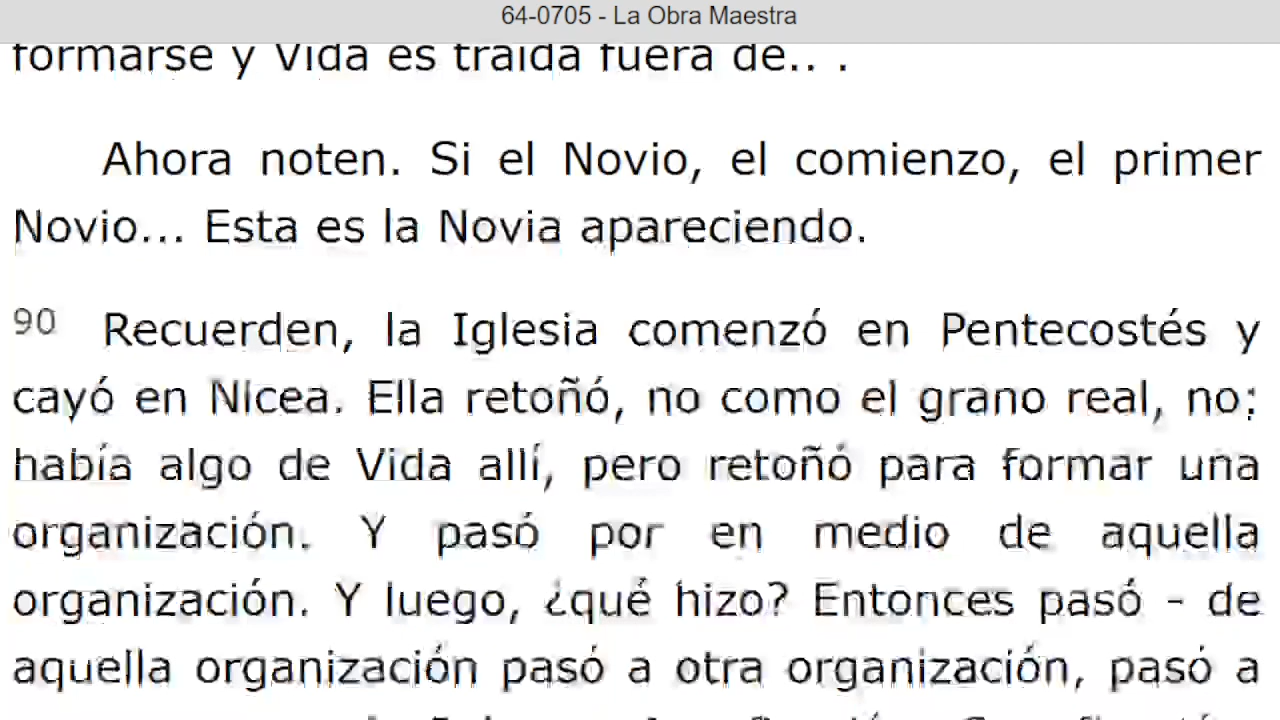 64-0705 - La Obra Maestra
formarse y Vida es traída fuera de.. .
Ahora noten. Si el Novio, el comienzo, el primer
Novio... Esta es la Novia apareciendo.
90 Recuerden, la Iglesia comenzó en Pentecostés y
cayó en Nicea. Ella retoñó, no como el grano real, no;
había algo de Vida allí, pero retoñó para formar una
organización. Y pasó por en medio de aquella
organización. Y luego, ¿qué hizo? Entonces pasó - de
aquella organización pasó a otra organización, pasó a